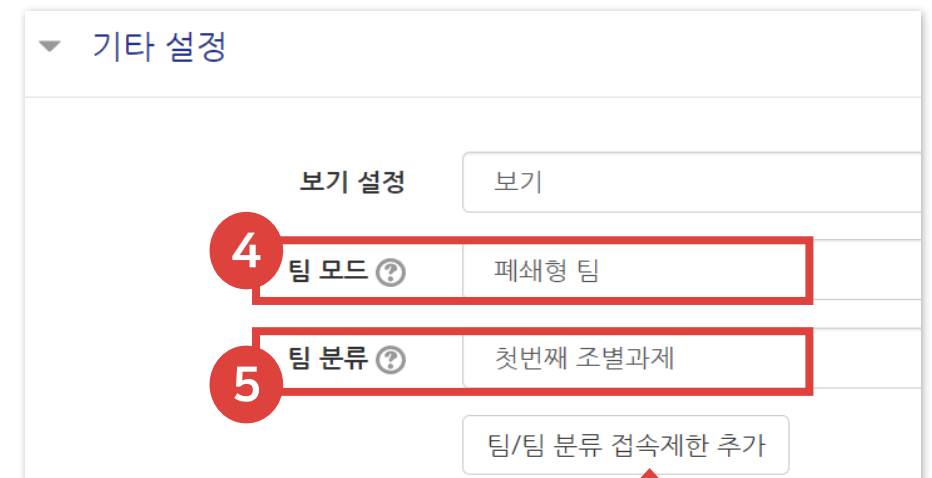 기타 설정
보기 설정 보기
4 팀 모드 ? 폐쇄형 팀
5 팀 분류 ? 첫번째 조별과제
팀/팀 분류 접속제한 추가